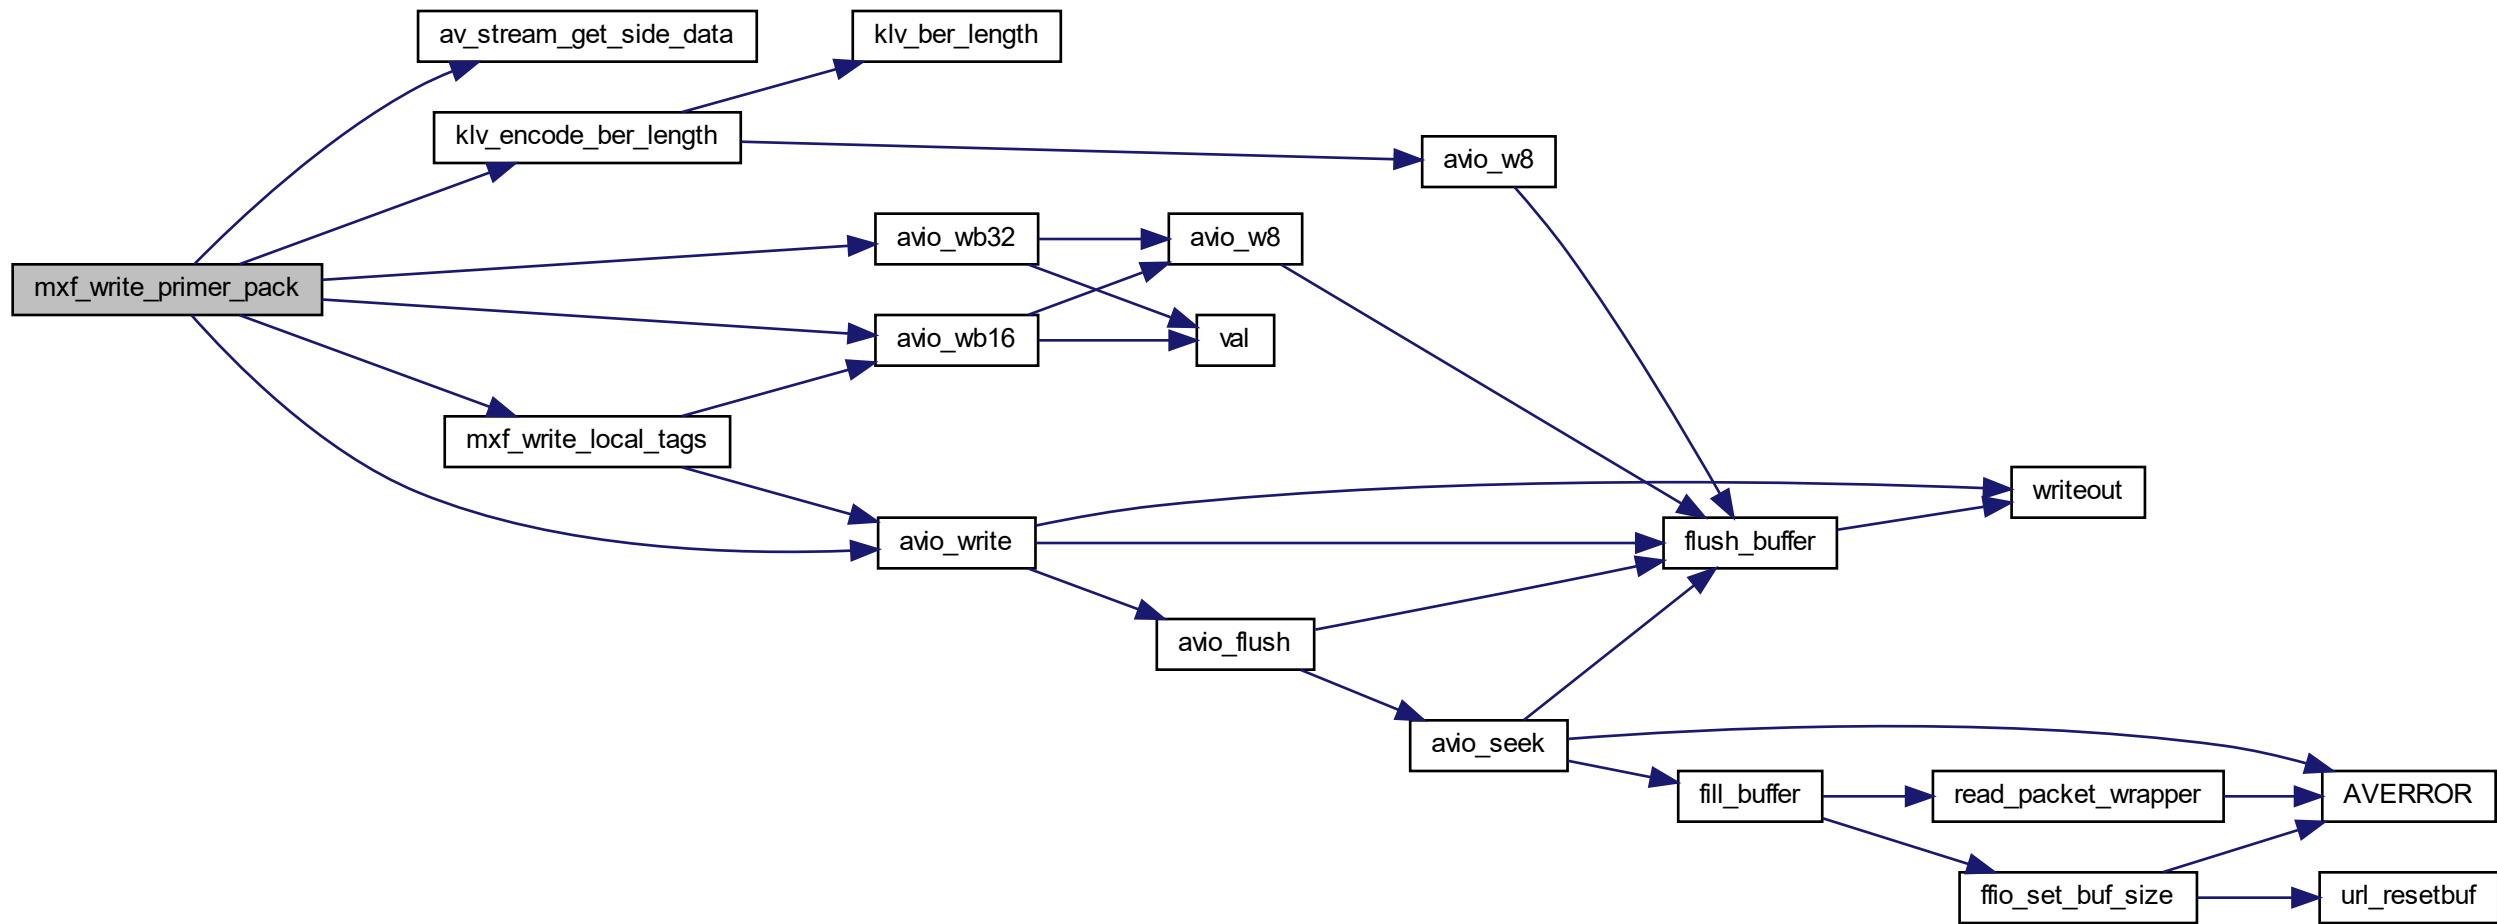 av_stream_get_side_data
klv_ber_length
klv_encode_ber_length
avio_w8
avio_wb32
avio_w8
mxf_write_primer_pack
avio_wb16
val
mxf_write_local_tags
writeout
avio_write
flush_buffer
avio_flush
avio_seek
fill_buffer
read_packet_wrapper
AVERROR
ffio_set_buf_size
url_resetbuf